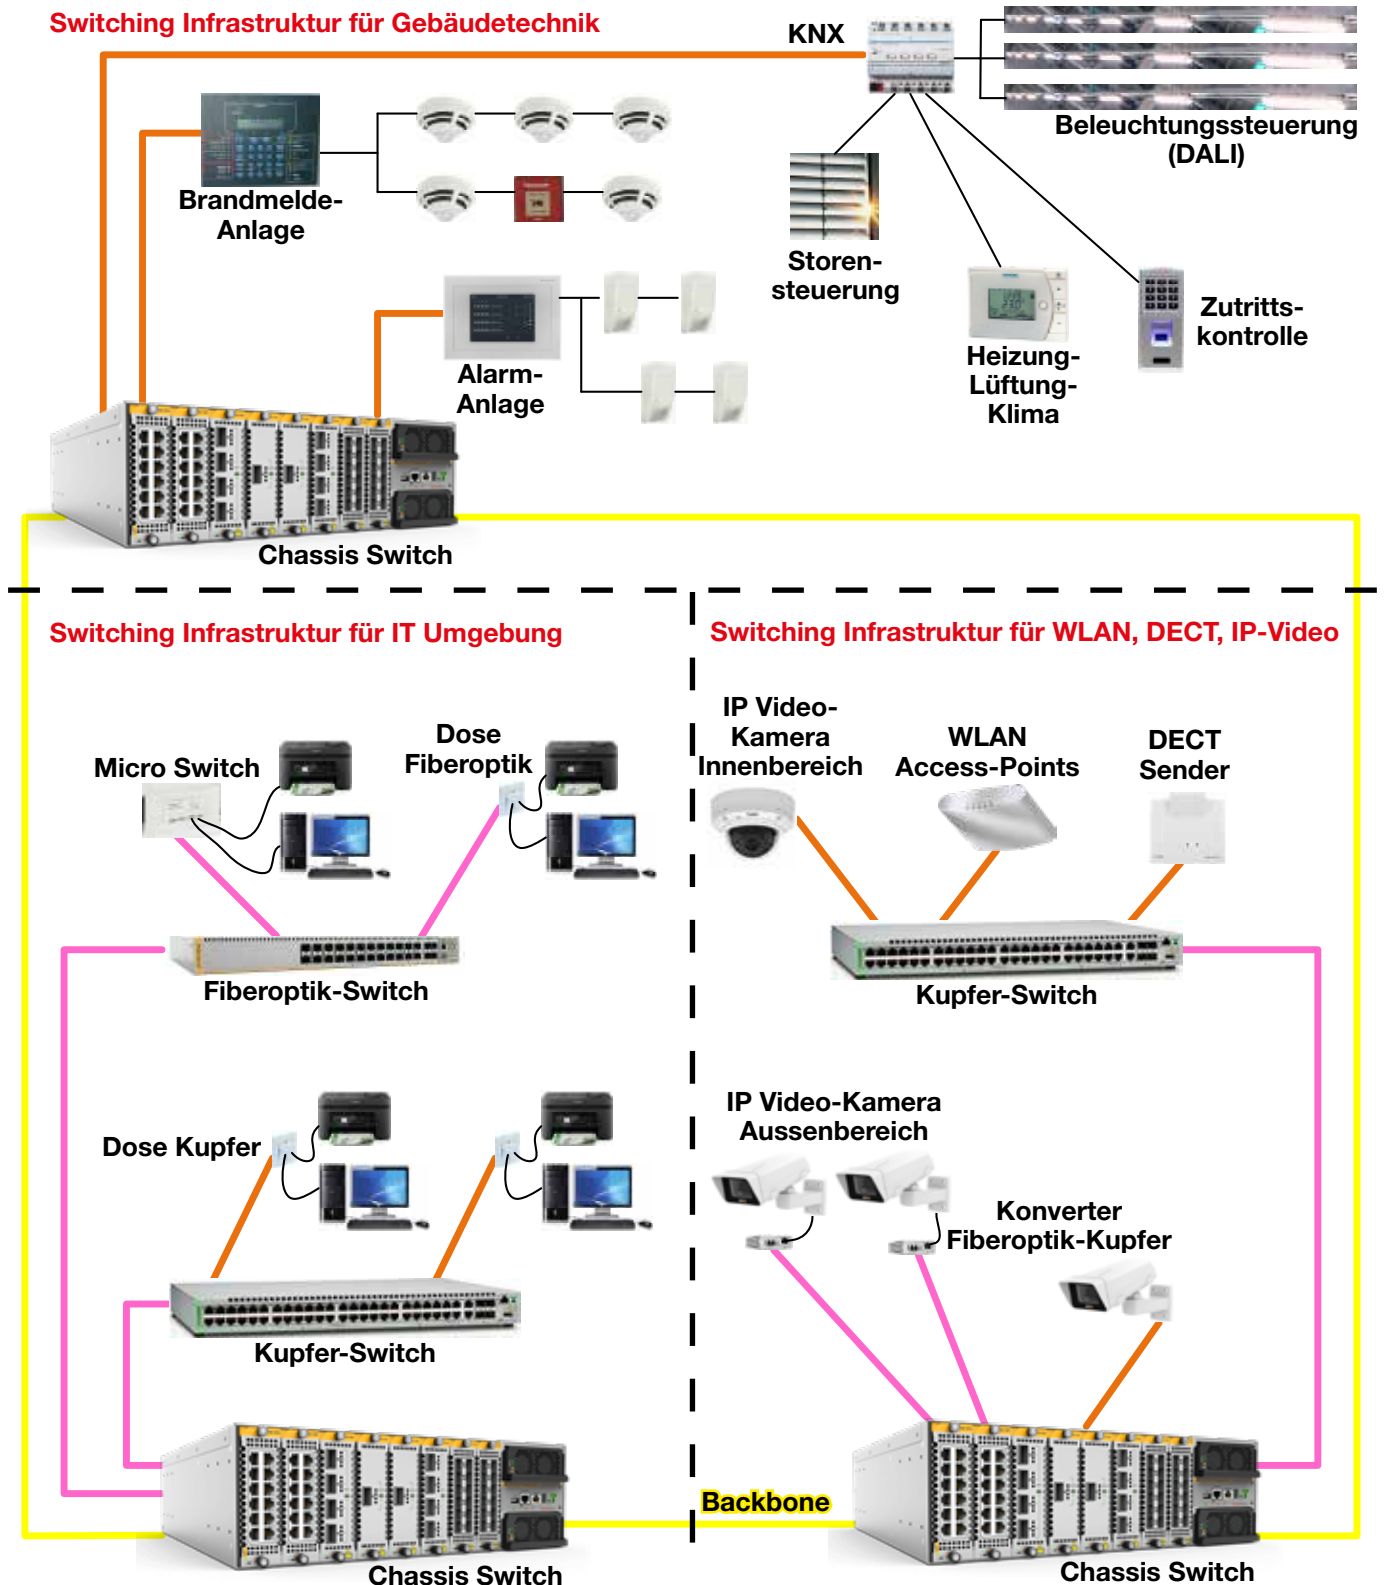 Switching Infrastruktur für Gebäudetechnik
KNX
Beleuchtungssteuerung
(DALI)
Brandmelde-
Anlage
Storen-
steuerung
Zutritts-
kontrolle
Heizung-
Lüftung-
Klima
Alarm-
Anlage
Chassis Switch
Switching Infrastruktur für IT Umgebung
Micro Switch
Dose
Fiberoptik
Fiberoptik-Switch
Dose Kupfer
Kupfer-Switch
Chassis Switch
Switching Infrastruktur für WLAN, DECT, IP-Video
IP Video-
Kamera
Innenbereich
WLAN
Access-Points
DECT
Sender
Kupfer-Switch
IP Video-Kamera
Aussenbereich
Konverter
Fiberoptik-Kupfer
Backbone
Chassis Switch